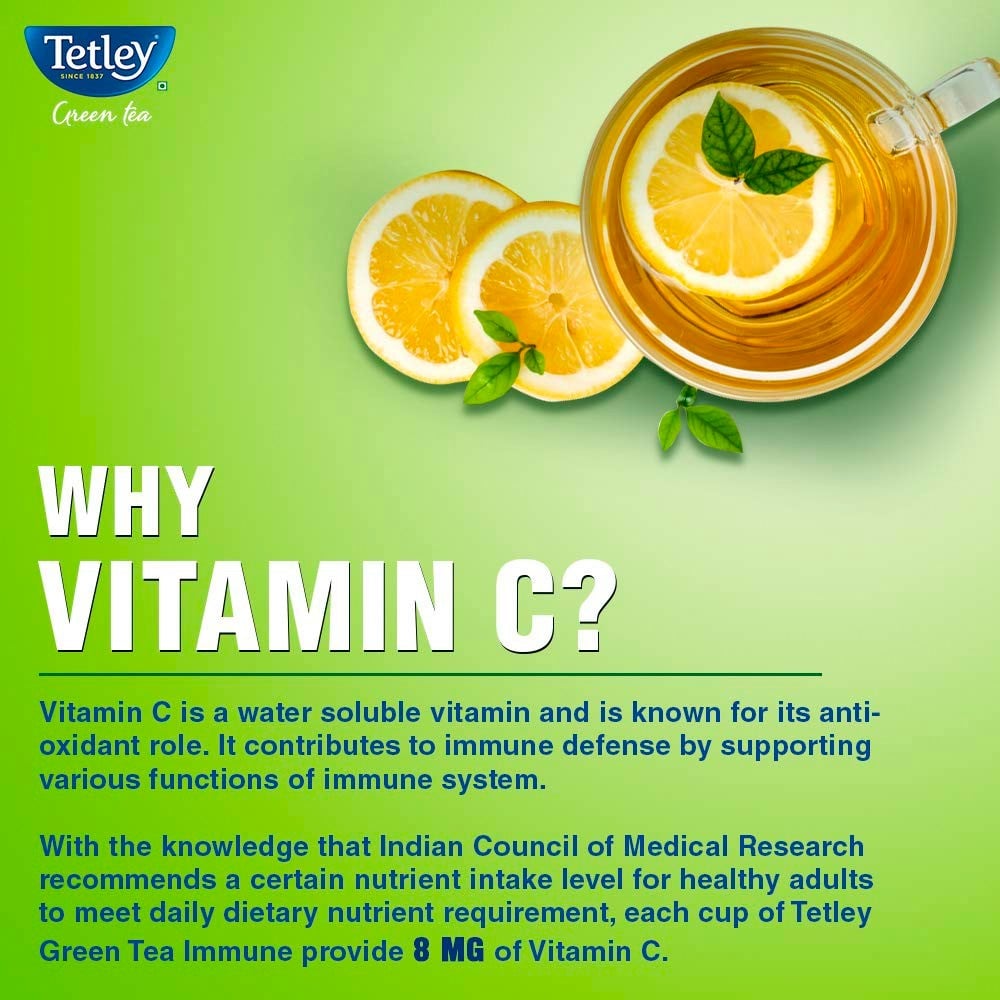 Tetley
SINCE 1837
Green tea
WHY
VITAMIN C?
Vitamin C is a water soluble vitamin and is known for its anti-
oxidant role. It contributes to immune defense by supporting
various functions of immune system.
With the knowledge that Indian Council of Medical Research
recommends a certain nutrient intake level for healthy adults
to meet daily dietary nutrient requirement, each cup of Tetley
Green Tea Immune provide 8 MG of Vitamin C.